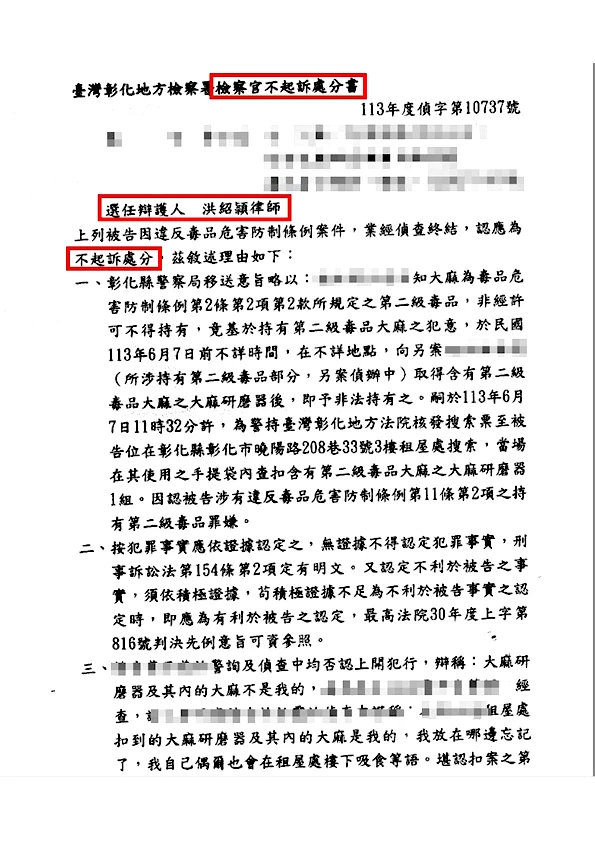 臺灣彰化地方檢察署檢察官不起訴處分書
113年度偵字第10737號
選任辯護人　洪紹頴律師
上列被告因違反毒品危害防制條例案件，業經偵查終結，認應為
不起訴處分，茲敘述理由如下：
一、彰化縣警察局移送意旨略以：知大麻為毒品危
害防制條例第2條第2項第2款所規定之第二級毒品，非經許
可不得持有，竟基於持有第二級毒品大麻之犯意，於民國
113年6月7日前不詳時間，在不詳地點，向另案
（所涉持有第二級毒品部分，另案偵辦中）取得含有第二級
毒品大麻之大麻研磨器後，即予非法持有之。嗣於113年6月
7日11時32分許，為警持臺灣彰化地方法院核發搜索票至被
告位在彰化縣彰化市曉陽路208巷33號3樓租屋處搜索，當場
在其使用之手提袋內查扣含有第二級毒品大麻之大麻研磨器
1組。因認被告涉有違反毒品危害防制條例第11條第2項之持
有第二級毒品罪嫌。
二、按犯罪事實應依證據認定之，無證據不得認定犯罪事實，刑
事訴訟法第154條第2項定有明文。又認定不利於被告之事
實，須依積極證據，苟積極證據不足為不利於被告事實之認
定時，即應為有利於被告之認定，最高法院30年度上字第
816號判決先例意旨可資參照。
三、警詢及偵查中均否認上開犯行，辯稱：大麻研
磨器及其內的大麻不是我的，經
查，租屋處
扣到的大麻研磨器及其內的大麻是我的，我放在哪邊忘記
了，我自己偶爾也會在租屋處樓下吸食等語。堪認扣案之第